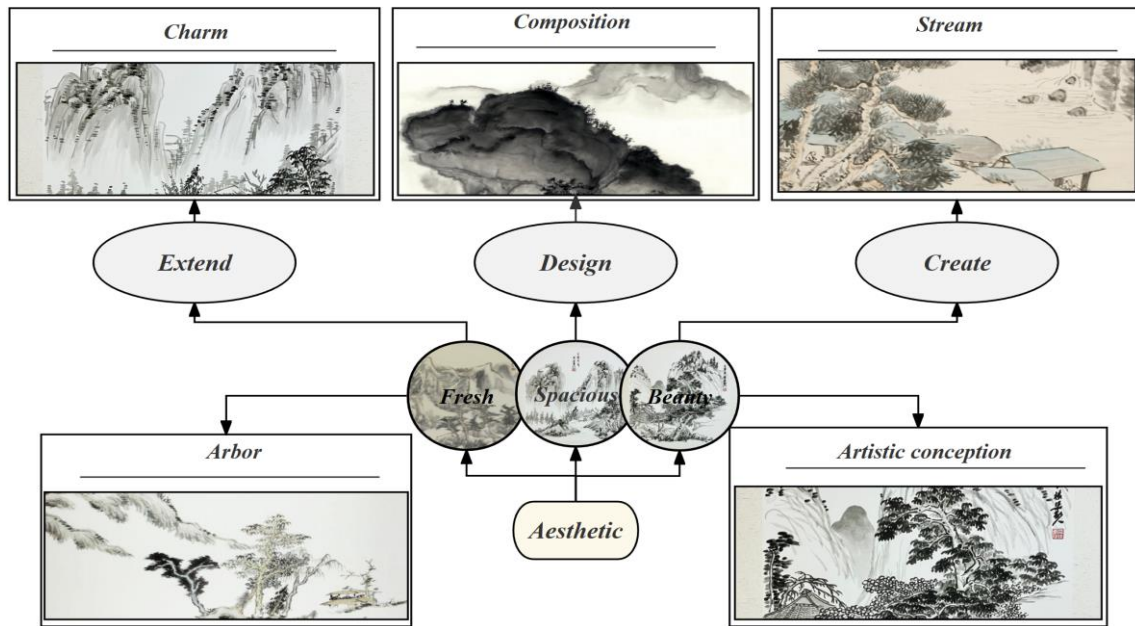 Charm
Composition
Stream
Extend
Design
Create
Fresh
Spacious
Beauty
Arbor
Artistic conception
Aesthetic